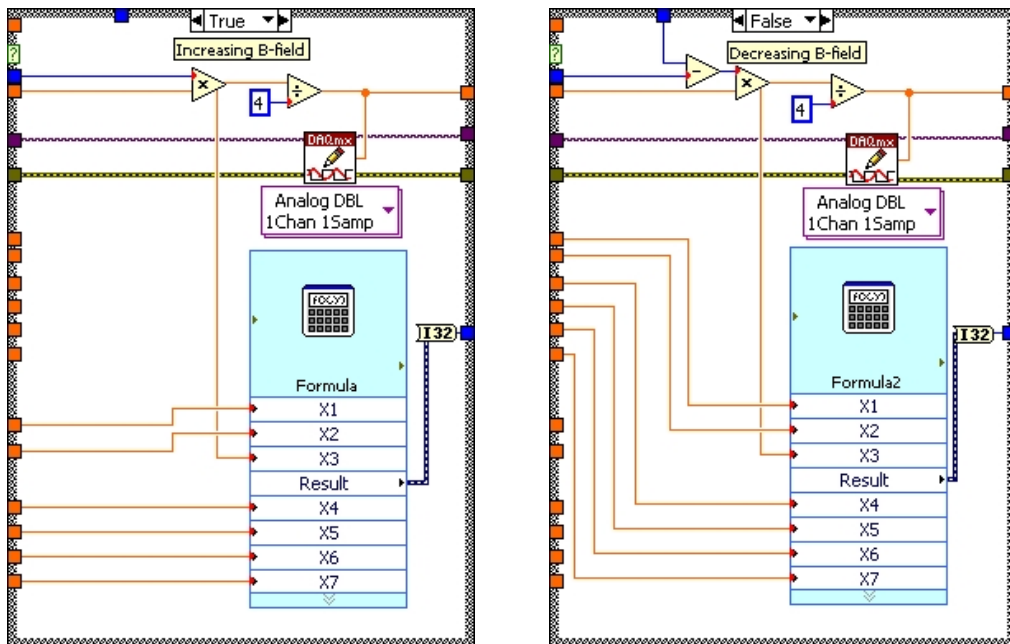 True
Increasing B-field
?
×
÷
4
DAQmx
Analog DBL
1Chan 1Samp
f(x,y)
I32
Formula
X1
X2
X3
Result
X4
X5
X6
X7
False
Decreasing B-field
?
−
×
÷
4
DAQmx
Analog DBL
1Chan 1Samp
f(x,y)
I32
Formula2
X1
X2
X3
Result
X4
X5
X6
X7